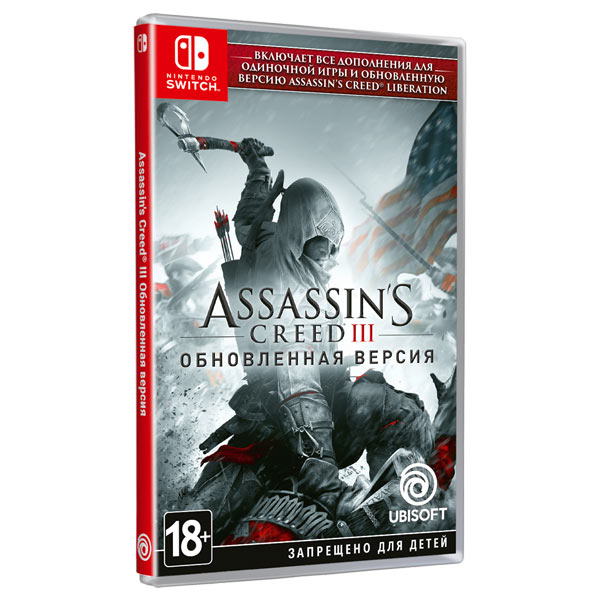 NINTENDO
SWITCH™
ВКЛЮЧАЕТ ВСЕ ДОПОЛНЕНИЯ ДЛЯ
ОДИНОЧНОЙ ИГРЫ И ОБНОВЛЕННУЮ
ВЕРСИЮ ASSASSIN'S CREED® LIBERATION
Assassin's Creed® III Обновленная версия
ASSASSIN'S
CREED III
ОБНОВЛЕННАЯ ВЕРСИЯ
UBISOFT
18+
ЗАПРЕЩЕНО ДЛЯ ДЕТЕЙ